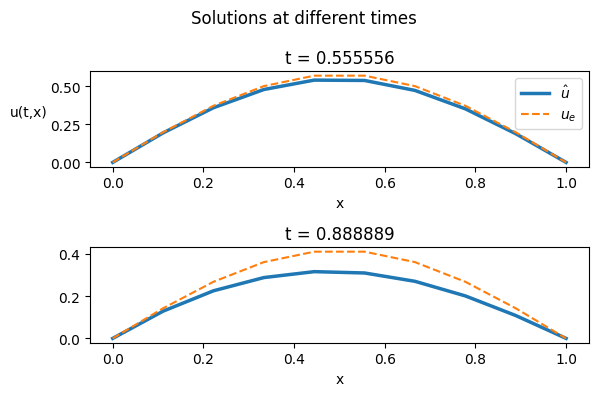 Solutions at different times
t = 0.555556
0.50
0.25
0.00
u(t,x)
û
uₑ
0.0 0.2 0.4 0.6 0.8 1.0
x
t = 0.888889
0.4
0.2
0.0
0.0 0.2 0.4 0.6 0.8 1.0
x